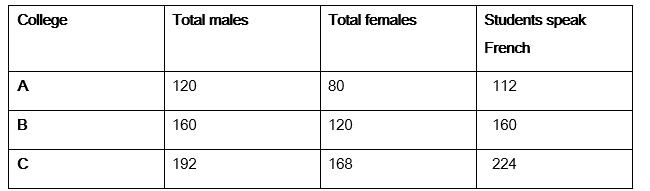 College Total males Total females Students speak French
A 120 80 112
B 160 120 160
C 192 168 224